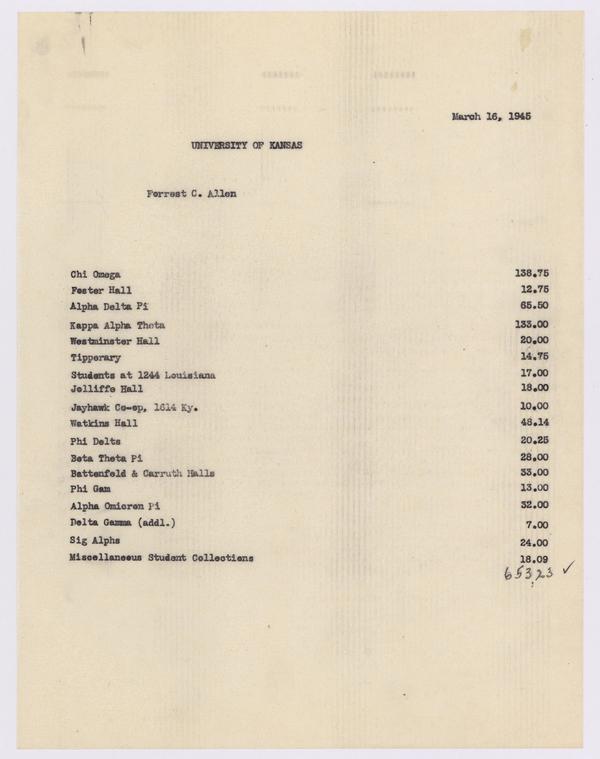 March 16, 1945
UNIVERSITY OF KANSAS
Forrest C. Allen
Chi Omega 138.75
Foster Hall 12.75
Alpha Delta Pi 65.50
Kappa Alpha Theta 133.00
Westminster Hall 20.00
Tipperary 14.75
Students at 1244 Louisiana 17.00
Jolliffe Hall 18.00
Jayhawk Co-op, 1614 Ky. 10.00
Watkins Hall 48.14
Phi Delts 20.25
Beta Theta Pi 28.00
Battenfeld & Carruth Halls 33.00
Phi Gam 13.00
Alpha Omicron Pi 32.00
Delta Gamma (addl.) 7.00
Sig Alphs 24.00
Miscellaneous Student Collections 18.09
653.23 ✓